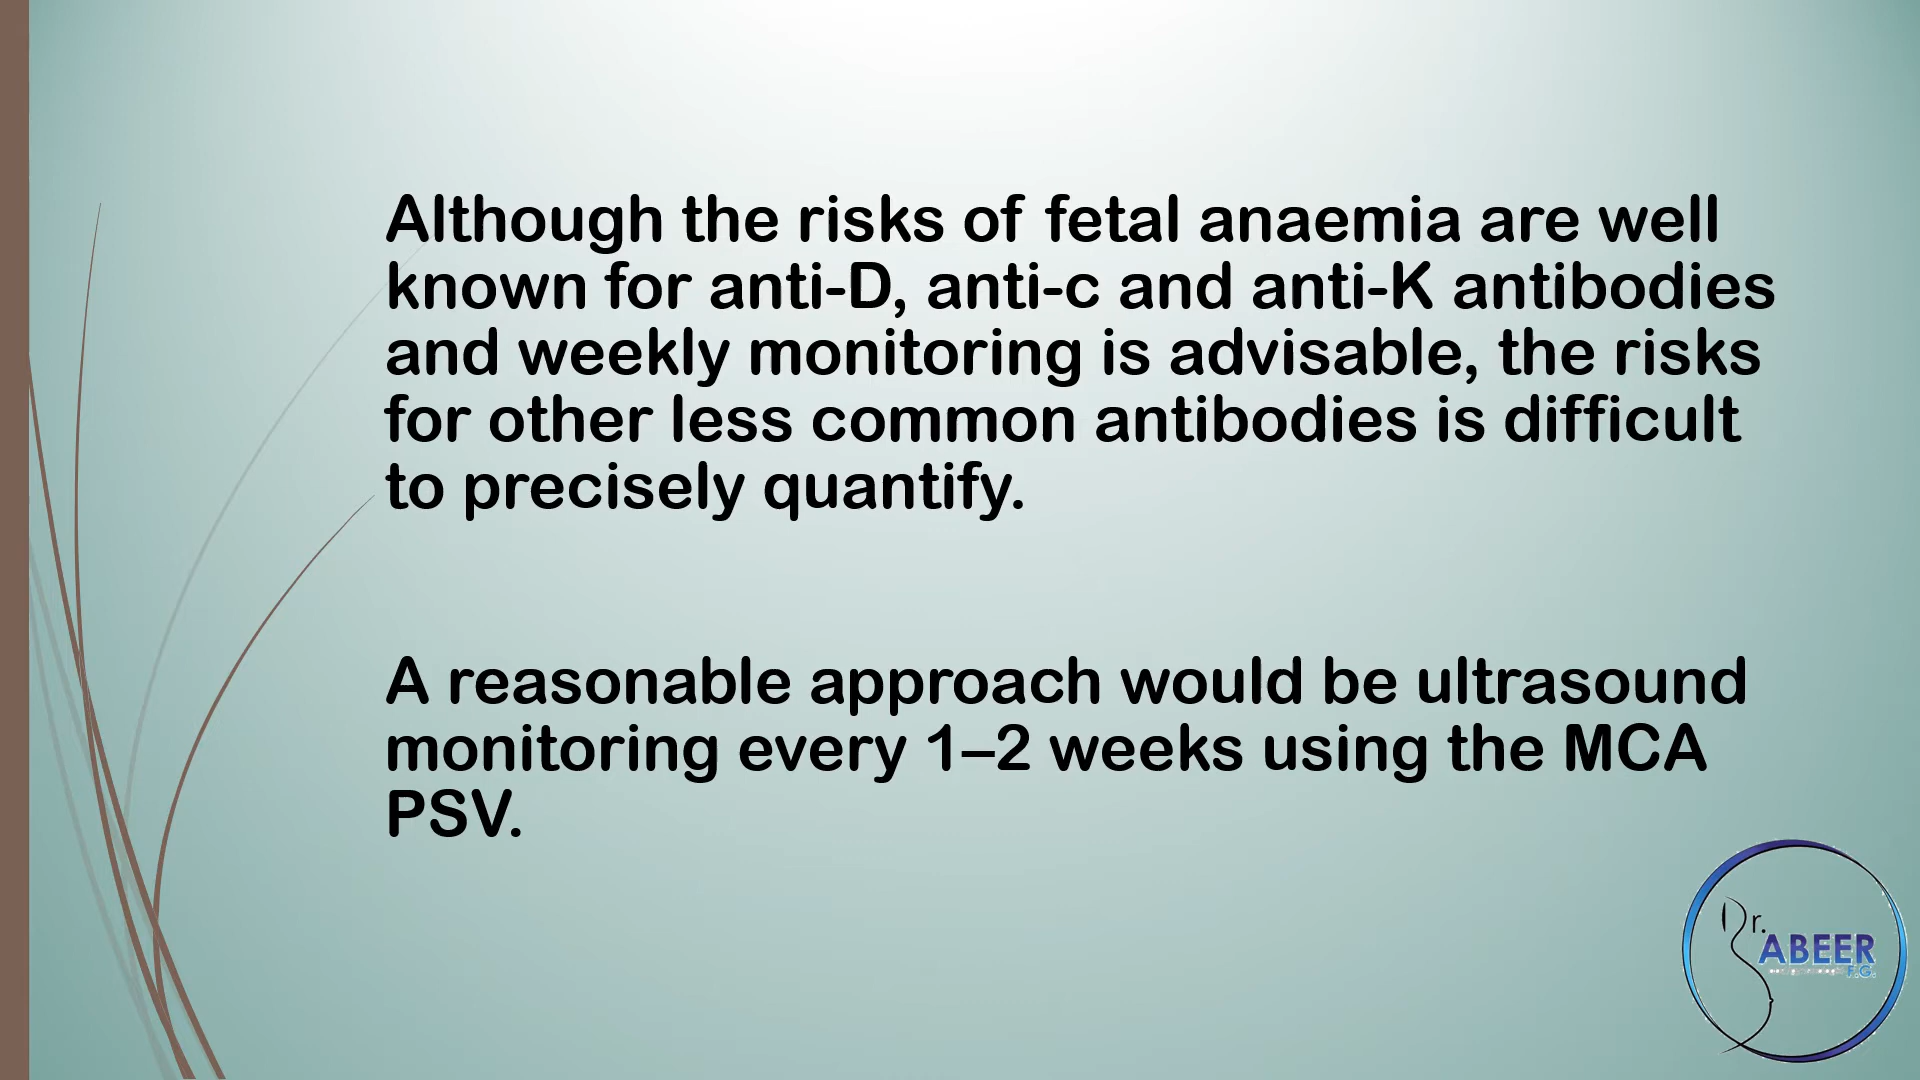 Although the risks of fetal anaemia are well
known for anti-D, anti-c and anti-K antibodies
and weekly monitoring is advisable, the risks
for other less common antibodies is difficult
to precisely quantify.
A reasonable approach would be ultrasound
monitoring every 1–2 weeks using the MCA
PSV.
Dr.
ABEER
F.G.